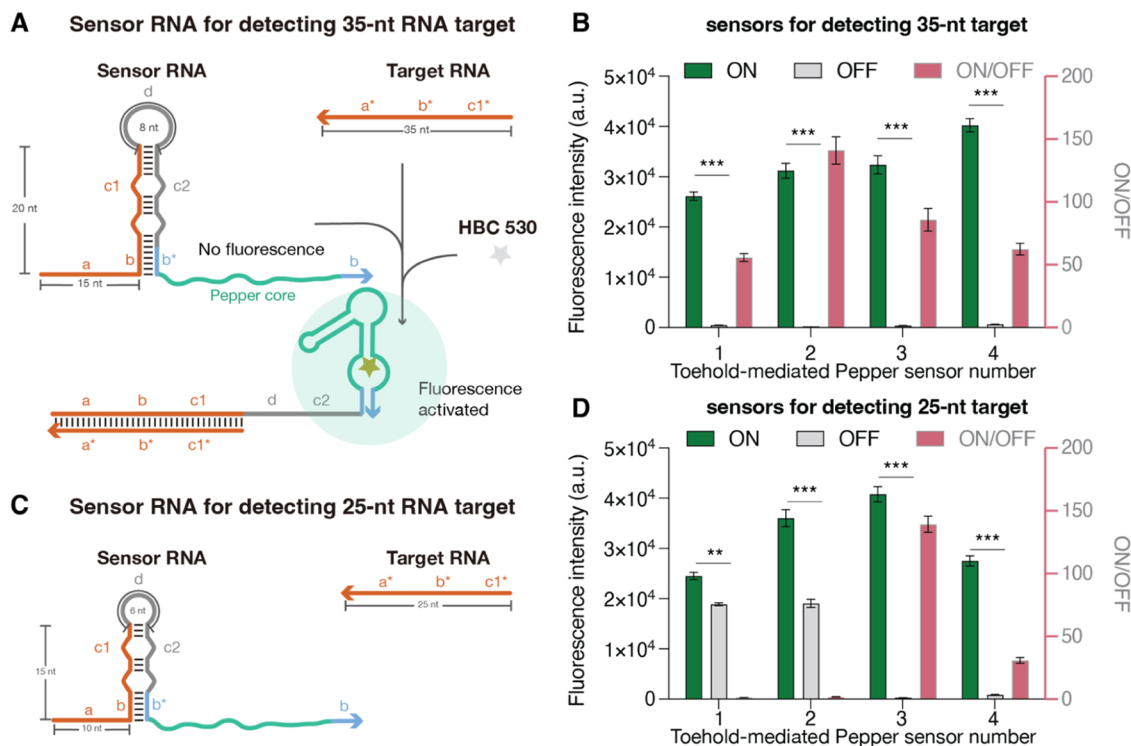 A
Sensor RNA for detecting 35-nt RNA target
Sensor RNA
Target RNA
d
8 nt
a*
b*
c1*
35 nt
c1
c2
20 nt
HBC 530
No fluorescence
a
b
b*
b
15 nt
Pepper core
Fluorescence
activated
a
b
c1
d
c2
a*
b*
c1*
B
sensors for detecting 35-nt target
ON
OFF
ON/OFF
Fluorescence intensity (a.u.)
5×10⁴
4×10⁴
3×10⁴
2×10⁴
1×10⁴
0
***
***
***
***
200
150
100
50
0
ON/OFF
1
2
3
4
Toehold-mediated Pepper sensor number
C
Sensor RNA for detecting 25-nt RNA target
Sensor RNA
Target RNA
d
6 nt
a*
b*
c1*
25 nt
c1
c2
15 nt
a
b
b*
b
10 nt
D
sensors for detecting 25-nt target
ON
OFF
ON/OFF
Fluorescence intensity (a.u.)
5×10⁴
4×10⁴
3×10⁴
2×10⁴
1×10⁴
0
**
***
***
***
200
150
100
50
0
ON/OFF
1
2
3
4
Toehold-mediated Pepper sensor number